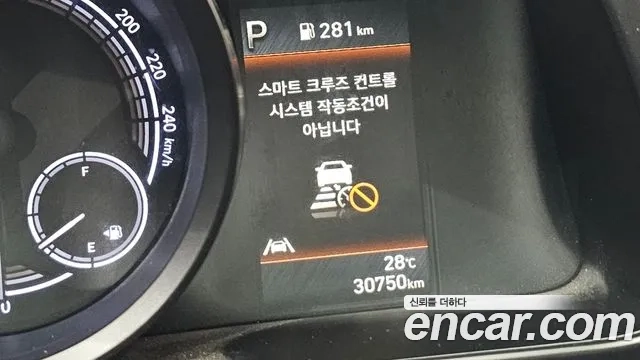 P 281 km
200
220
240
km/h
스마트 크루즈 컨트롤
시스템 작동조건이
아닙니다
F
E
28℃
30750km
신뢰를 더하다
encar.com